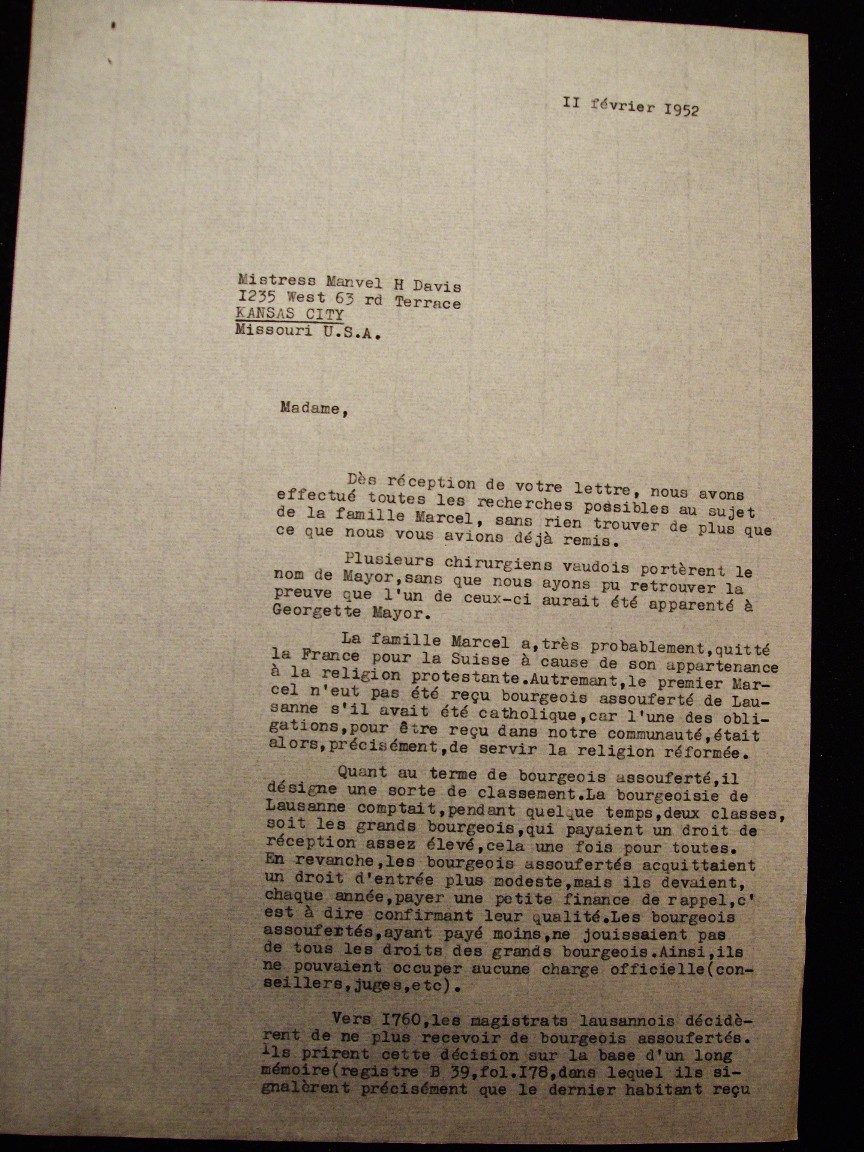 II février I952
Mistress Manvel H Davis
I235 West 63 rd Terrace
KANSAS CITY
Missouri U.S.A.
Madame,
Dès réception de votre lettre, nous avons
effectué toutes les recherches possibles au sujet
de la famille Marcel, sans rien trouver de plus que
ce que nous vous avions déjà remis.
Plusieurs chirurgiens vaudois portèrent le
nom de Mayor,sans que nous ayons pu retrouver la
preuve que l'un de ceux-ci aurait été apparenté à
Georgette Mayor.
La famille Marcel a,très probablement,quitté
la France pour la Suisse à cause de son appartenance
à la religion protestante.Autremant,le premier Mar-
cel n'eut pas été reçu bourgeois assouferté de Lau-
sanne s'il avait été catholique,car l'une des obli-
gations,pour être reçu dans notre communauté,était
alors,précisément,de servir la religion réformée.
Quant au terme de bourgeois assouferté,il
désigne une sorte de classement.La bourgeoisie de
Lausanne comptait,pendant quelque temps,deux classes,
soit les grands bourgeois,qui payaient un droit de
réception assez élevé,cela une fois pour toutes.
En revanche,les bourgeois assoufertés acquittaient
un droit d'entrée plus modeste,mais ils devaient,
chaque année,payer une petite finance de rappel,c'
est à dire confirmant leur qualité.Les bourgeois
assoufertés,ayant payé moins,ne jouissaient pas
de tous les droits des grands bourgeois.Ainsi,ils
ne pouvaient occuper aucune charge officielle(con-
seillers,juges,etc).
Vers I760,les magistrats lausannois décidè-
rent de ne plus recevoir de bourgeois assoufertés.
Ils prirent cette décision sur la base d'un long
mémoire(registre B 39,fol.I78,dans lequel ils si-
gnalèrent précisément que le dernier habitant reçu